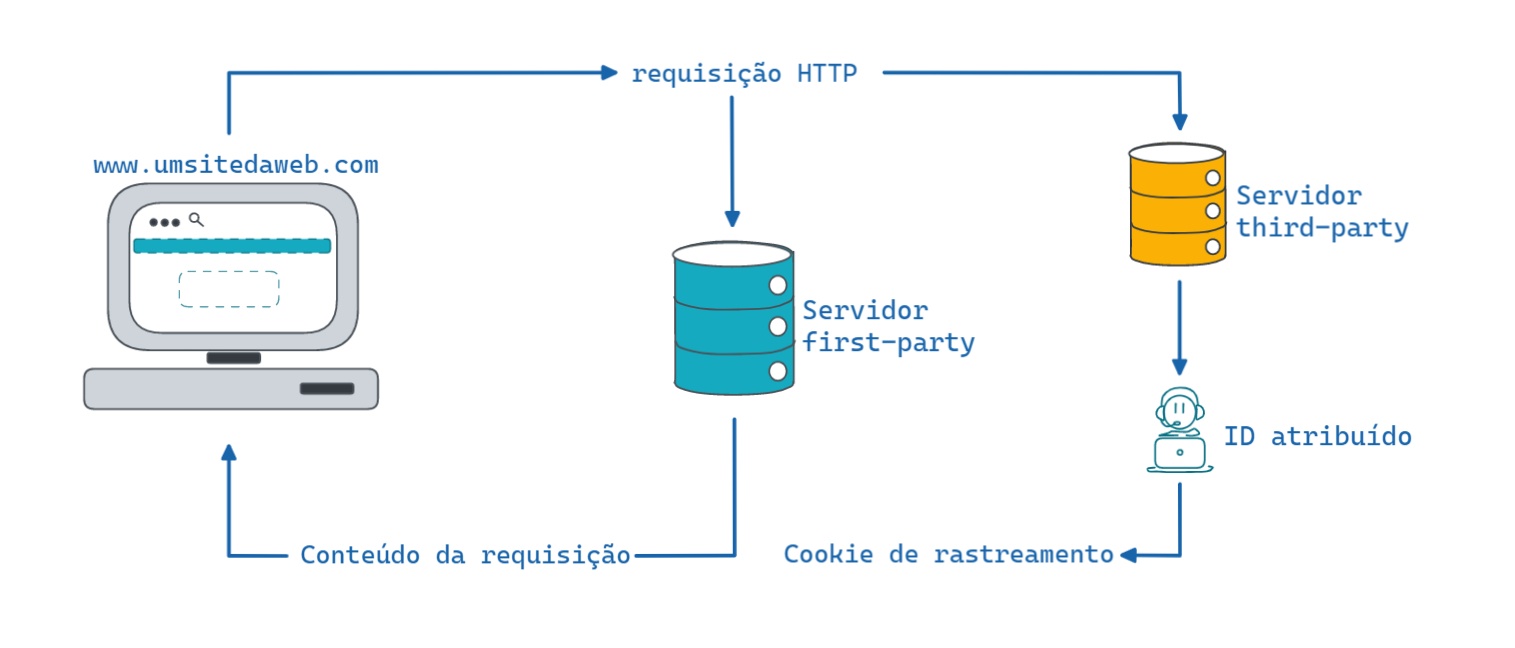 requisição HTTP
www.umsitedaweb.com
Servidor
third-party
Servidor
first-party
ID atribuído
Conteúdo da requisição
Cookie de rastreamento